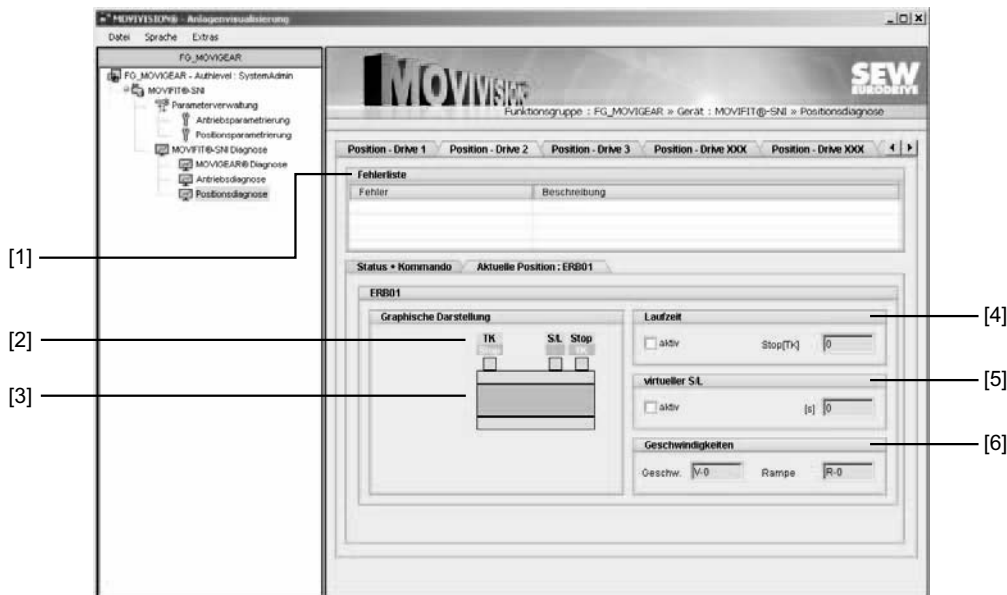 MOVIVISION® - Anlagenvisualisierung
Datei Sprache Extras
FG_MOVIGEAR
FG_MOVIGEAR - Authlevel : SystemAdmin
MOVIFIT®-SNI
Parameterverwaltung
Antriebsparametrierung
Positionsparametrierung
MOVIFIT®-SNI Diagnose
MOVIGEAR® Diagnose
Antriebsdiagnose
Positionsdiagnose
MOVIVISION®
SEW
EURODRIVE
Funktionsgruppe : FG_MOVIGEAR » Gerät : MOVIFIT®-SNI » Positionsdiagnose
Position - Drive 1 Position - Drive 2 Position - Drive 3 Position - Drive XXX Position - Drive XXX
Fehlerliste
Fehler Beschreibung
[1]
Status + Kommando Aktuelle Position : ERB01
ERB01
Graphische Darstellung
[2]
TK S/L Stop
TK
[3]
Laufzeit
[4]
aktiv Stop[TK] 0
virtueller S/L
[5]
aktiv [s] 0
Geschwindigkeiten
[6]
Geschw. V-0 Rampe R-0